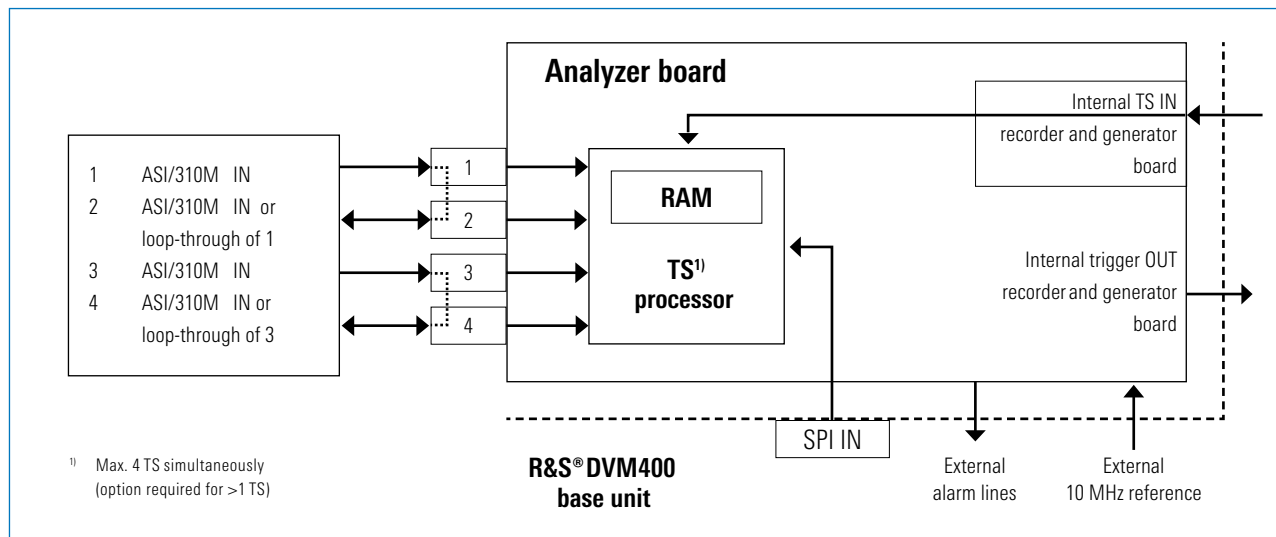 Analyzer board
Internal TS IN
recorder and generator
board
1 ASI/310M IN
2 ASI/310M IN or
loop-through of 1
3 ASI/310M IN
4 ASI/310M IN or
loop-through of 3
1
2
3
4
RAM
TS1)
processor
Internal trigger OUT
recorder and generator
board
SPI IN
1) Max. 4 TS simultaneously
(option required for >1 TS)
R&S® DVM400
base unit
External
alarm lines
External
10 MHz reference